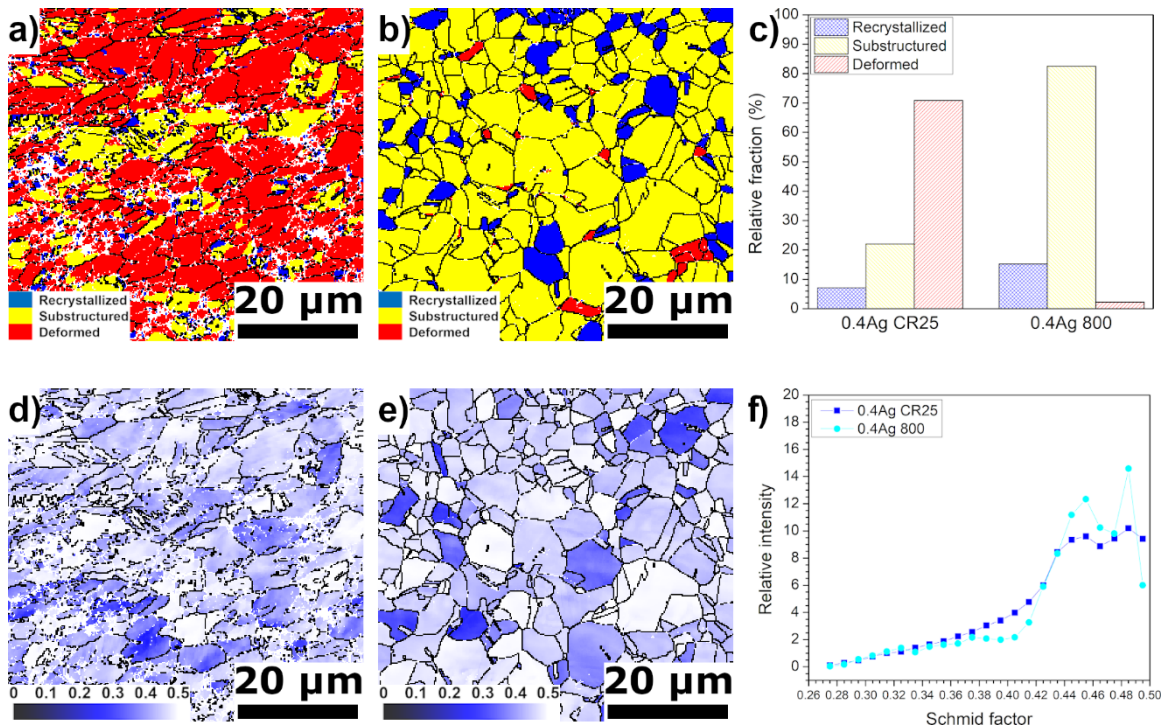 a)
Recrystallized
Substructured
Deformed
20 µm
b)
Recrystallized
Substructured
Deformed
20 µm
c)
Relative fraction (%)
100
90
80
70
60
50
40
30
20
10
0
Recrystallized
Substructured
Deformed
0.4Ag CR25
0.4Ag 800
d)
0 0.1 0.2 0.3 0.4 0.5
20 µm
e)
0 0.1 0.2 0.3 0.4 0.5
20 µm
f)
Relative intensity
20
18
16
14
12
10
8
6
4
2
0
0.4Ag CR25
0.4Ag 800
0.26 0.28 0.30 0.32 0.34 0.36 0.38 0.40 0.42 0.44 0.46 0.48 0.50
Schmid factor